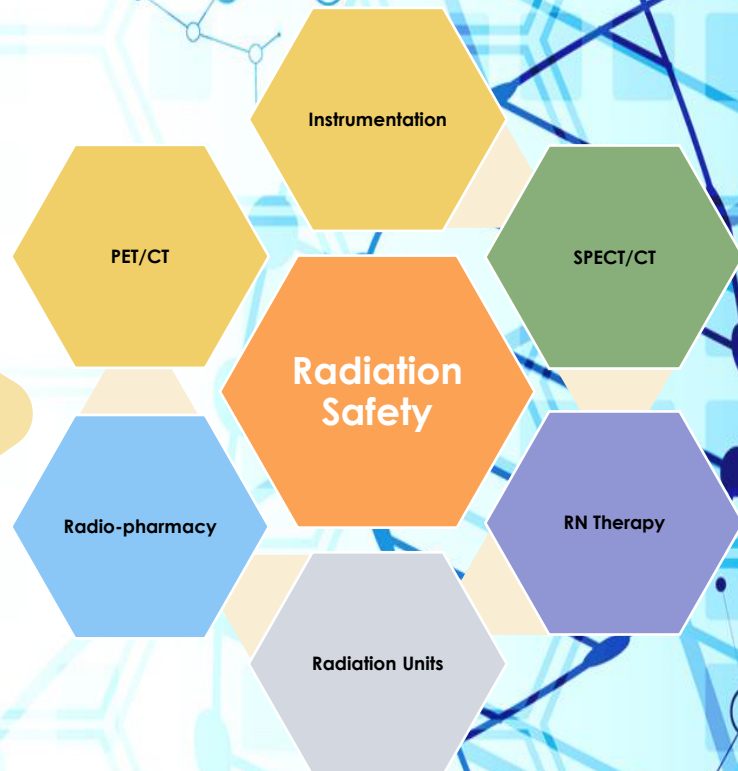 Instrumentation
PET/CT
SPECT/CT
Radiation
Safety
Radio-pharmacy
RN Therapy
Radiation Units